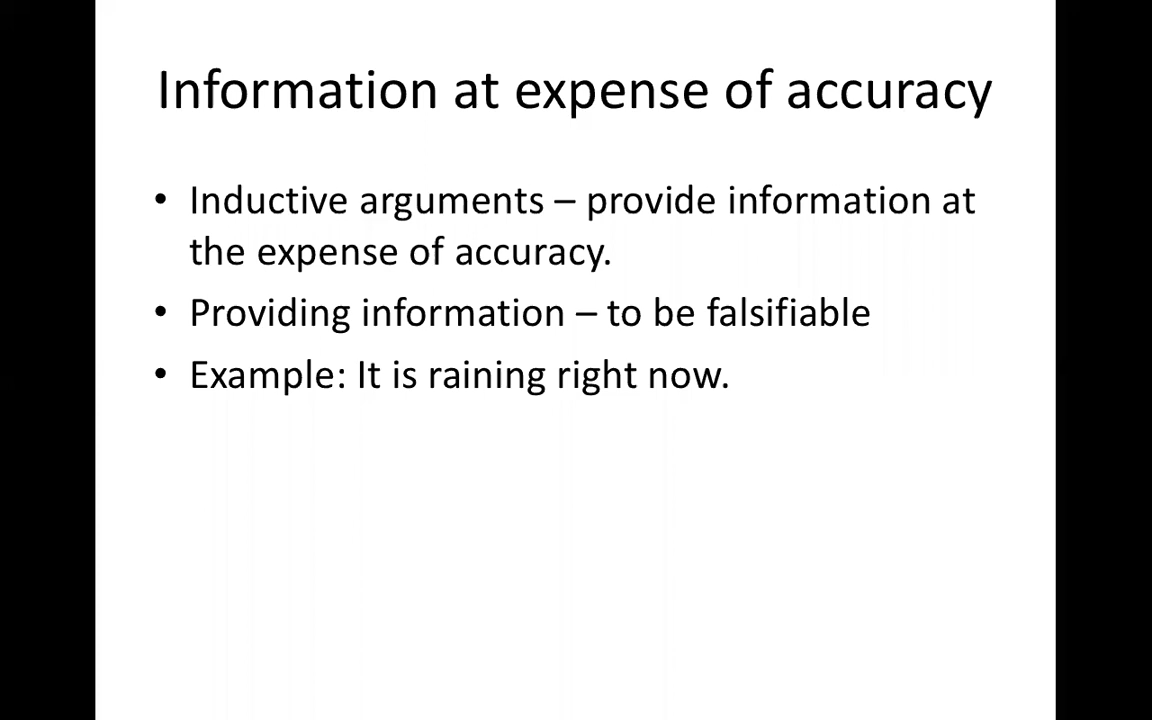 Information at expense of accuracy
• Inductive arguments – provide information at
the expense of accuracy.
• Providing information – to be falsifiable
• Example: It is raining right now.